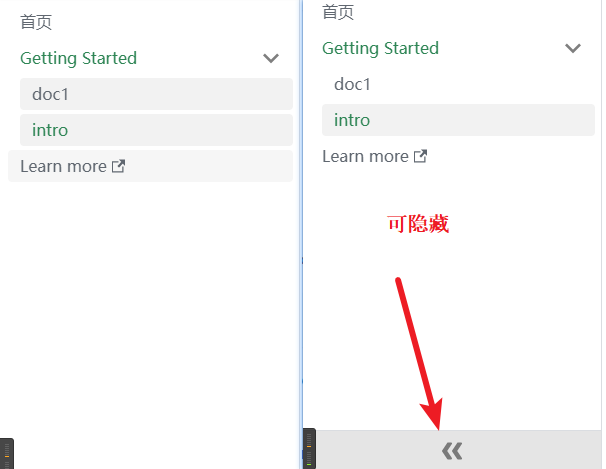 首页
Getting Started
doc1
intro
Learn more
首页
Getting Started
doc1
intro
Learn more
可隐藏